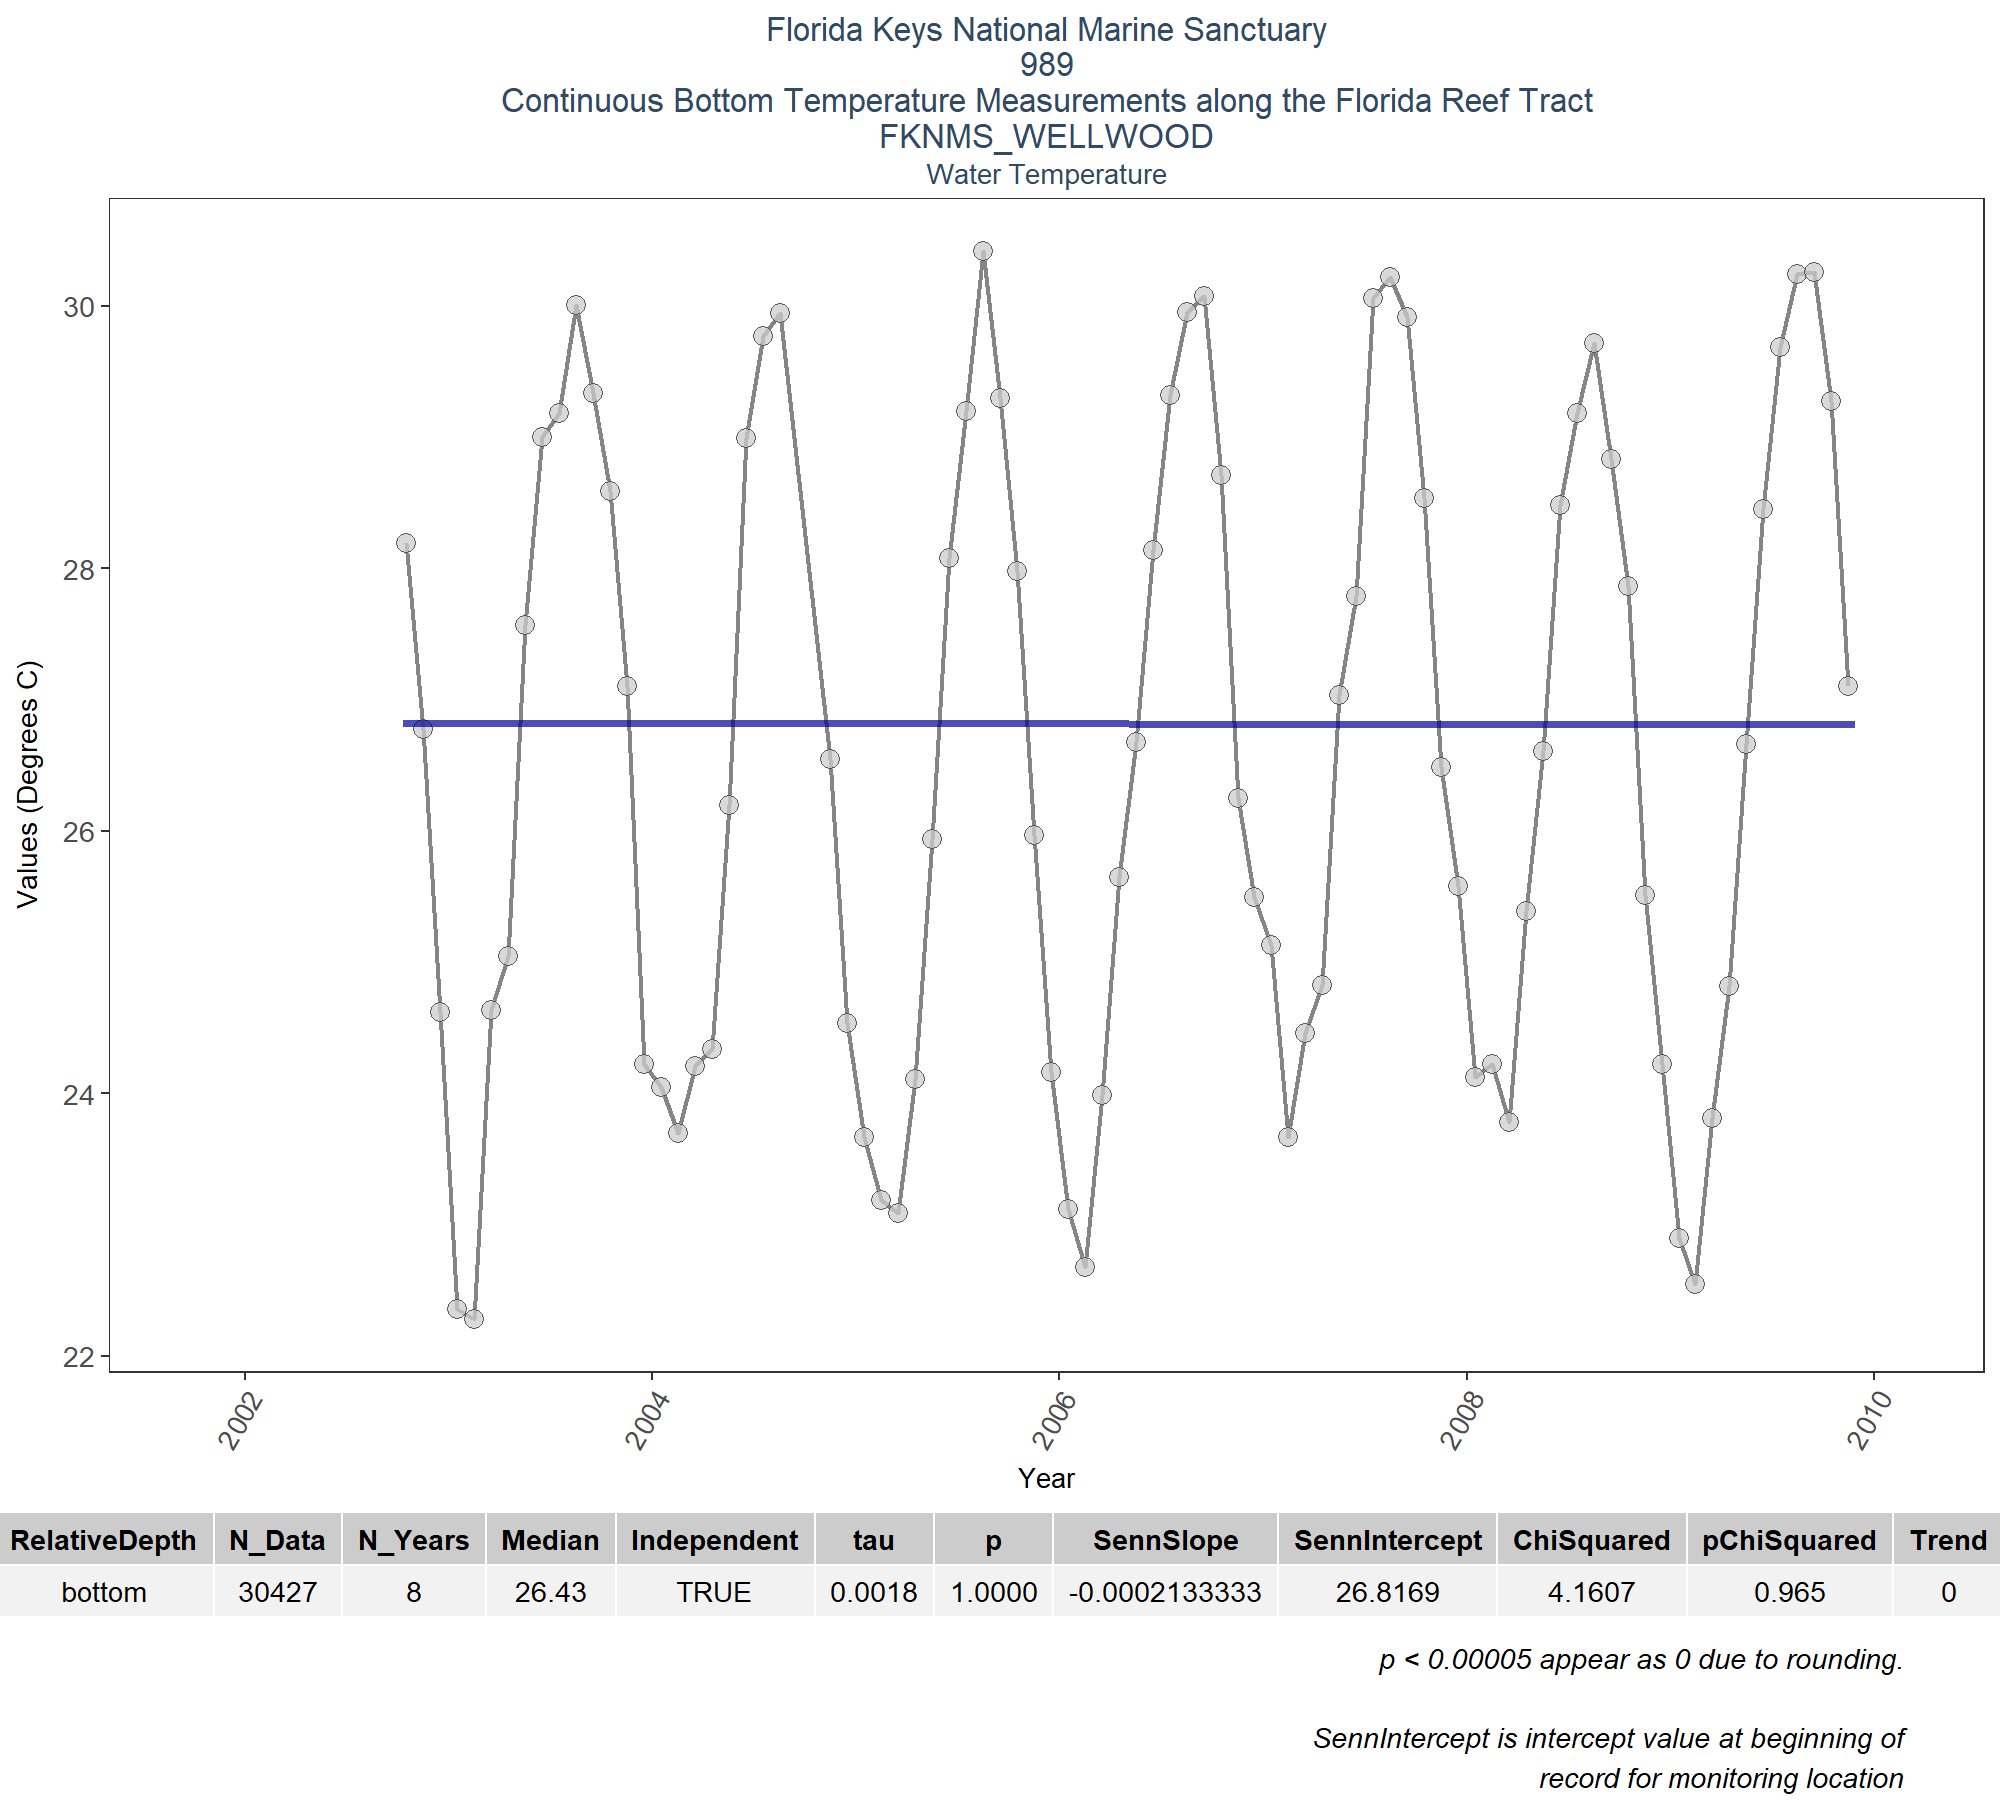 Florida Keys National Marine Sanctuary
989
Continuous Bottom Temperature Measurements along the Florida Reef Tract
FKNMS_WELLWOOD
Water Temperature
Values (Degrees C)
30
28
26
24
22
2002 2004 2006 2008 2010
Year
RelativeDepth N_Data N_Years Median Independent tau p SennSlope SennIntercept ChiSquared pChiSquared Trend
bottom 30427 8 26.43 TRUE 0.0018 1.0000 -0.0002133333 26.8169 4.1607 0.965 0
p < 0.00005 appear as 0 due to rounding.
SennIntercept is intercept value at beginning of
record for monitoring location